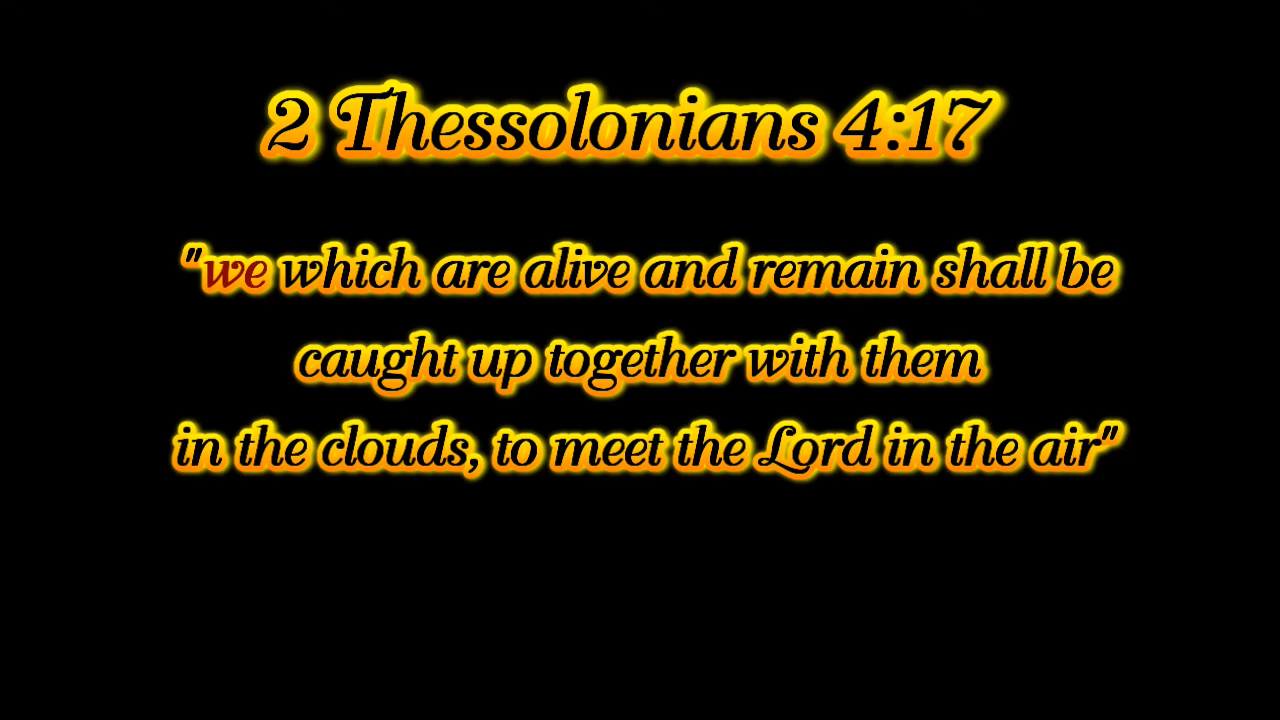 2 Thessolonians 4:17
"we which are alive and remain shall be
caught up together with them
in the clouds, to meet the Lord in the air"